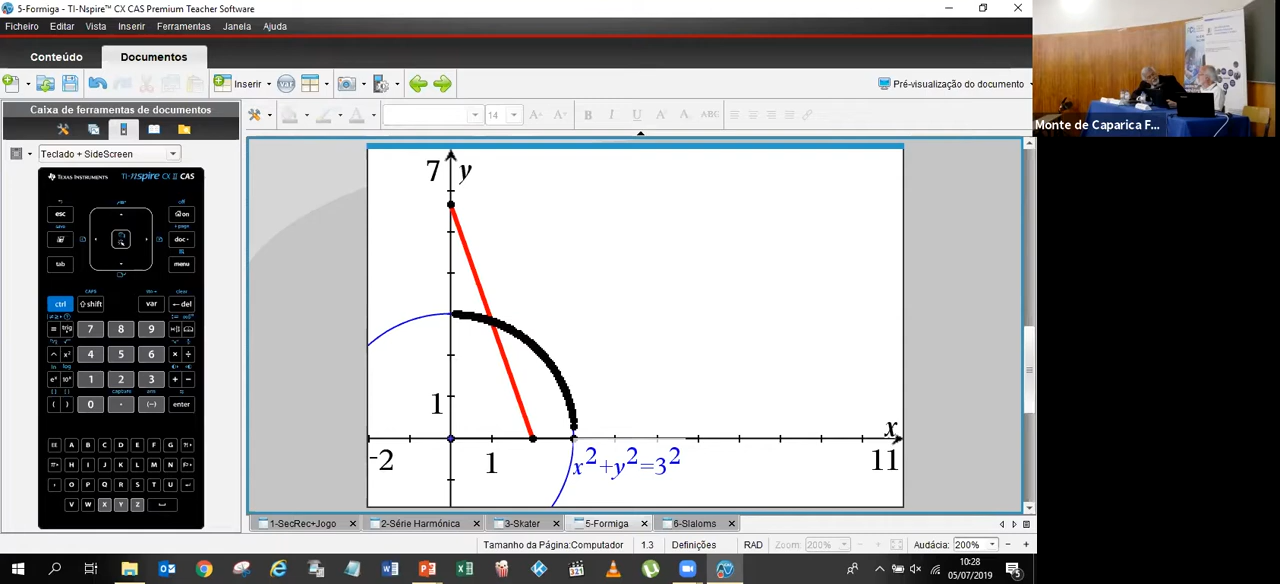 5-Formiga - TI-Nspire™ CX CAS Premium Teacher Software
Ficheiro Editar Vista Inserir Ferramentas Janela Ajuda
Conteúdo Documentos
Inserir Pré-visualização do documento
Caixa de ferramentas de documentos
14 B I U A A ABC
Teclado + SideScreen
TEXAS INSTRUMENTS TI-nspire CX II CAS
esc on
doc
tab menu
ctrl shift var del
trig 7 8 9
4 5 6 × ÷
1 2 3 + −
( ) 0 . (−) enter
A B C D E F G ?!
H I J K L M N
O P Q R S T U
V W X Y Z
7 y
1
x
-2 1 11
x²+y²=3²
1-SecRec+Jogo 2-Série Harmónica 3-Skater 5-Formiga 6-Slaloms
Tamanho da Página:Computador 1.3 Definições RAD Zoom: 200% Audácia: 200%
Monte de Caparica F...
10:28
05/07/2019
5